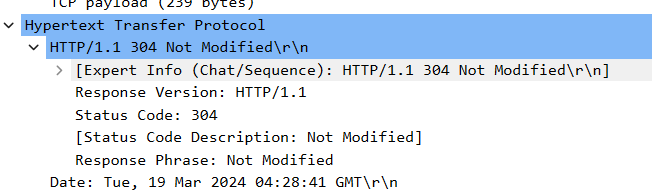 TCP payload (239 bytes)
Hypertext Transfer Protocol
HTTP/1.1 304 Not Modified\r\n
[Expert Info (Chat/Sequence): HTTP/1.1 304 Not Modified\r\n]
Response Version: HTTP/1.1
Status Code: 304
[Status Code Description: Not Modified]
Response Phrase: Not Modified
Date: Tue, 19 Mar 2024 04:28:41 GMT\r\n